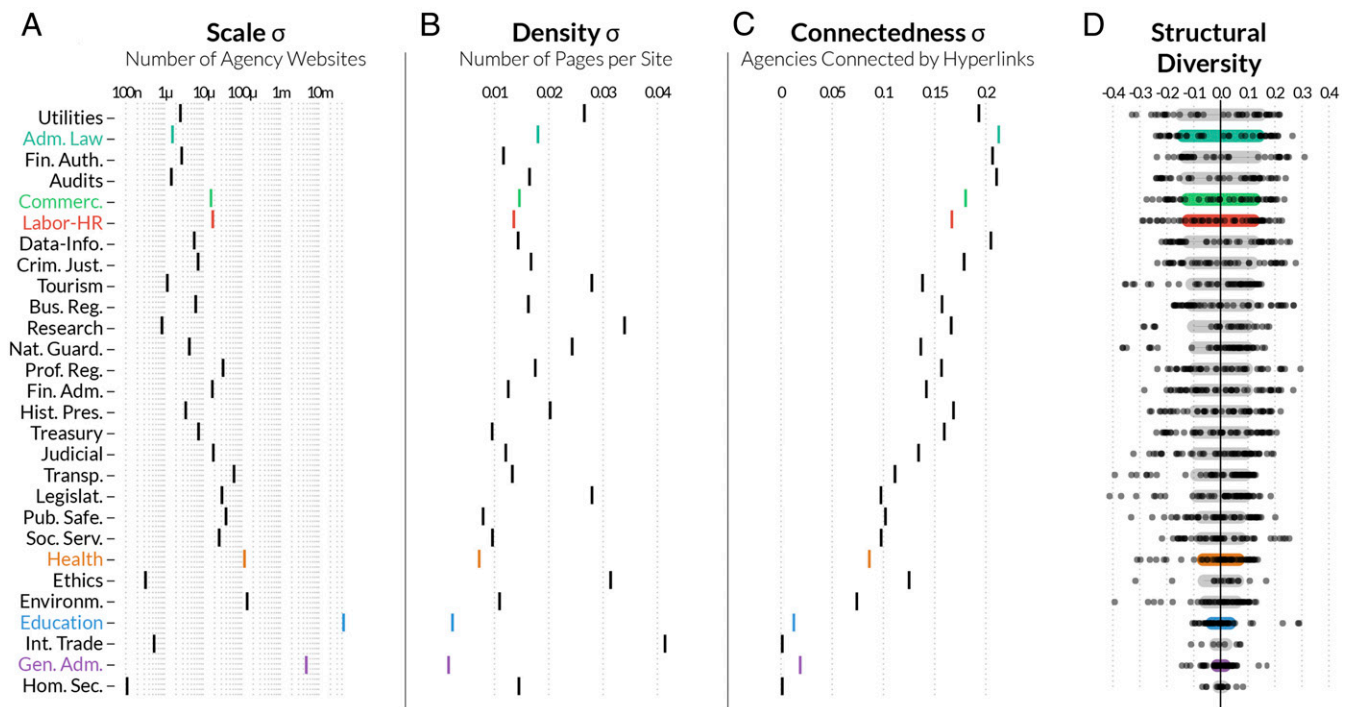 A
Scale σ
Number of Agency Websites
100n 1μ 10μ 100μ 1m 10m
B
Density σ
Number of Pages per Site
0.01 0.02 0.03 0.04
C
Connectedness σ
Agencies Connected by Hyperlinks
0 0.05 0.1 0.15 0.2
D
Structural
Diversity
-0.4 -0.3 -0.2 -0.1 0.0 0.1 0.2 0.3 0.4
Utilities
Adm. Law
Fin. Auth.
Audits
Commerc.
Labor-HR
Data-Info.
Crim. Just.
Tourism
Bus. Reg.
Research
Nat. Guard.
Prof. Reg.
Fin. Adm.
Hist. Pres.
Treasury
Judicial
Transp.
Legislat.
Pub. Safe.
Soc. Serv.
Health
Ethics
Environm.
Education
Int. Trade
Gen. Adm.
Hom. Sec.